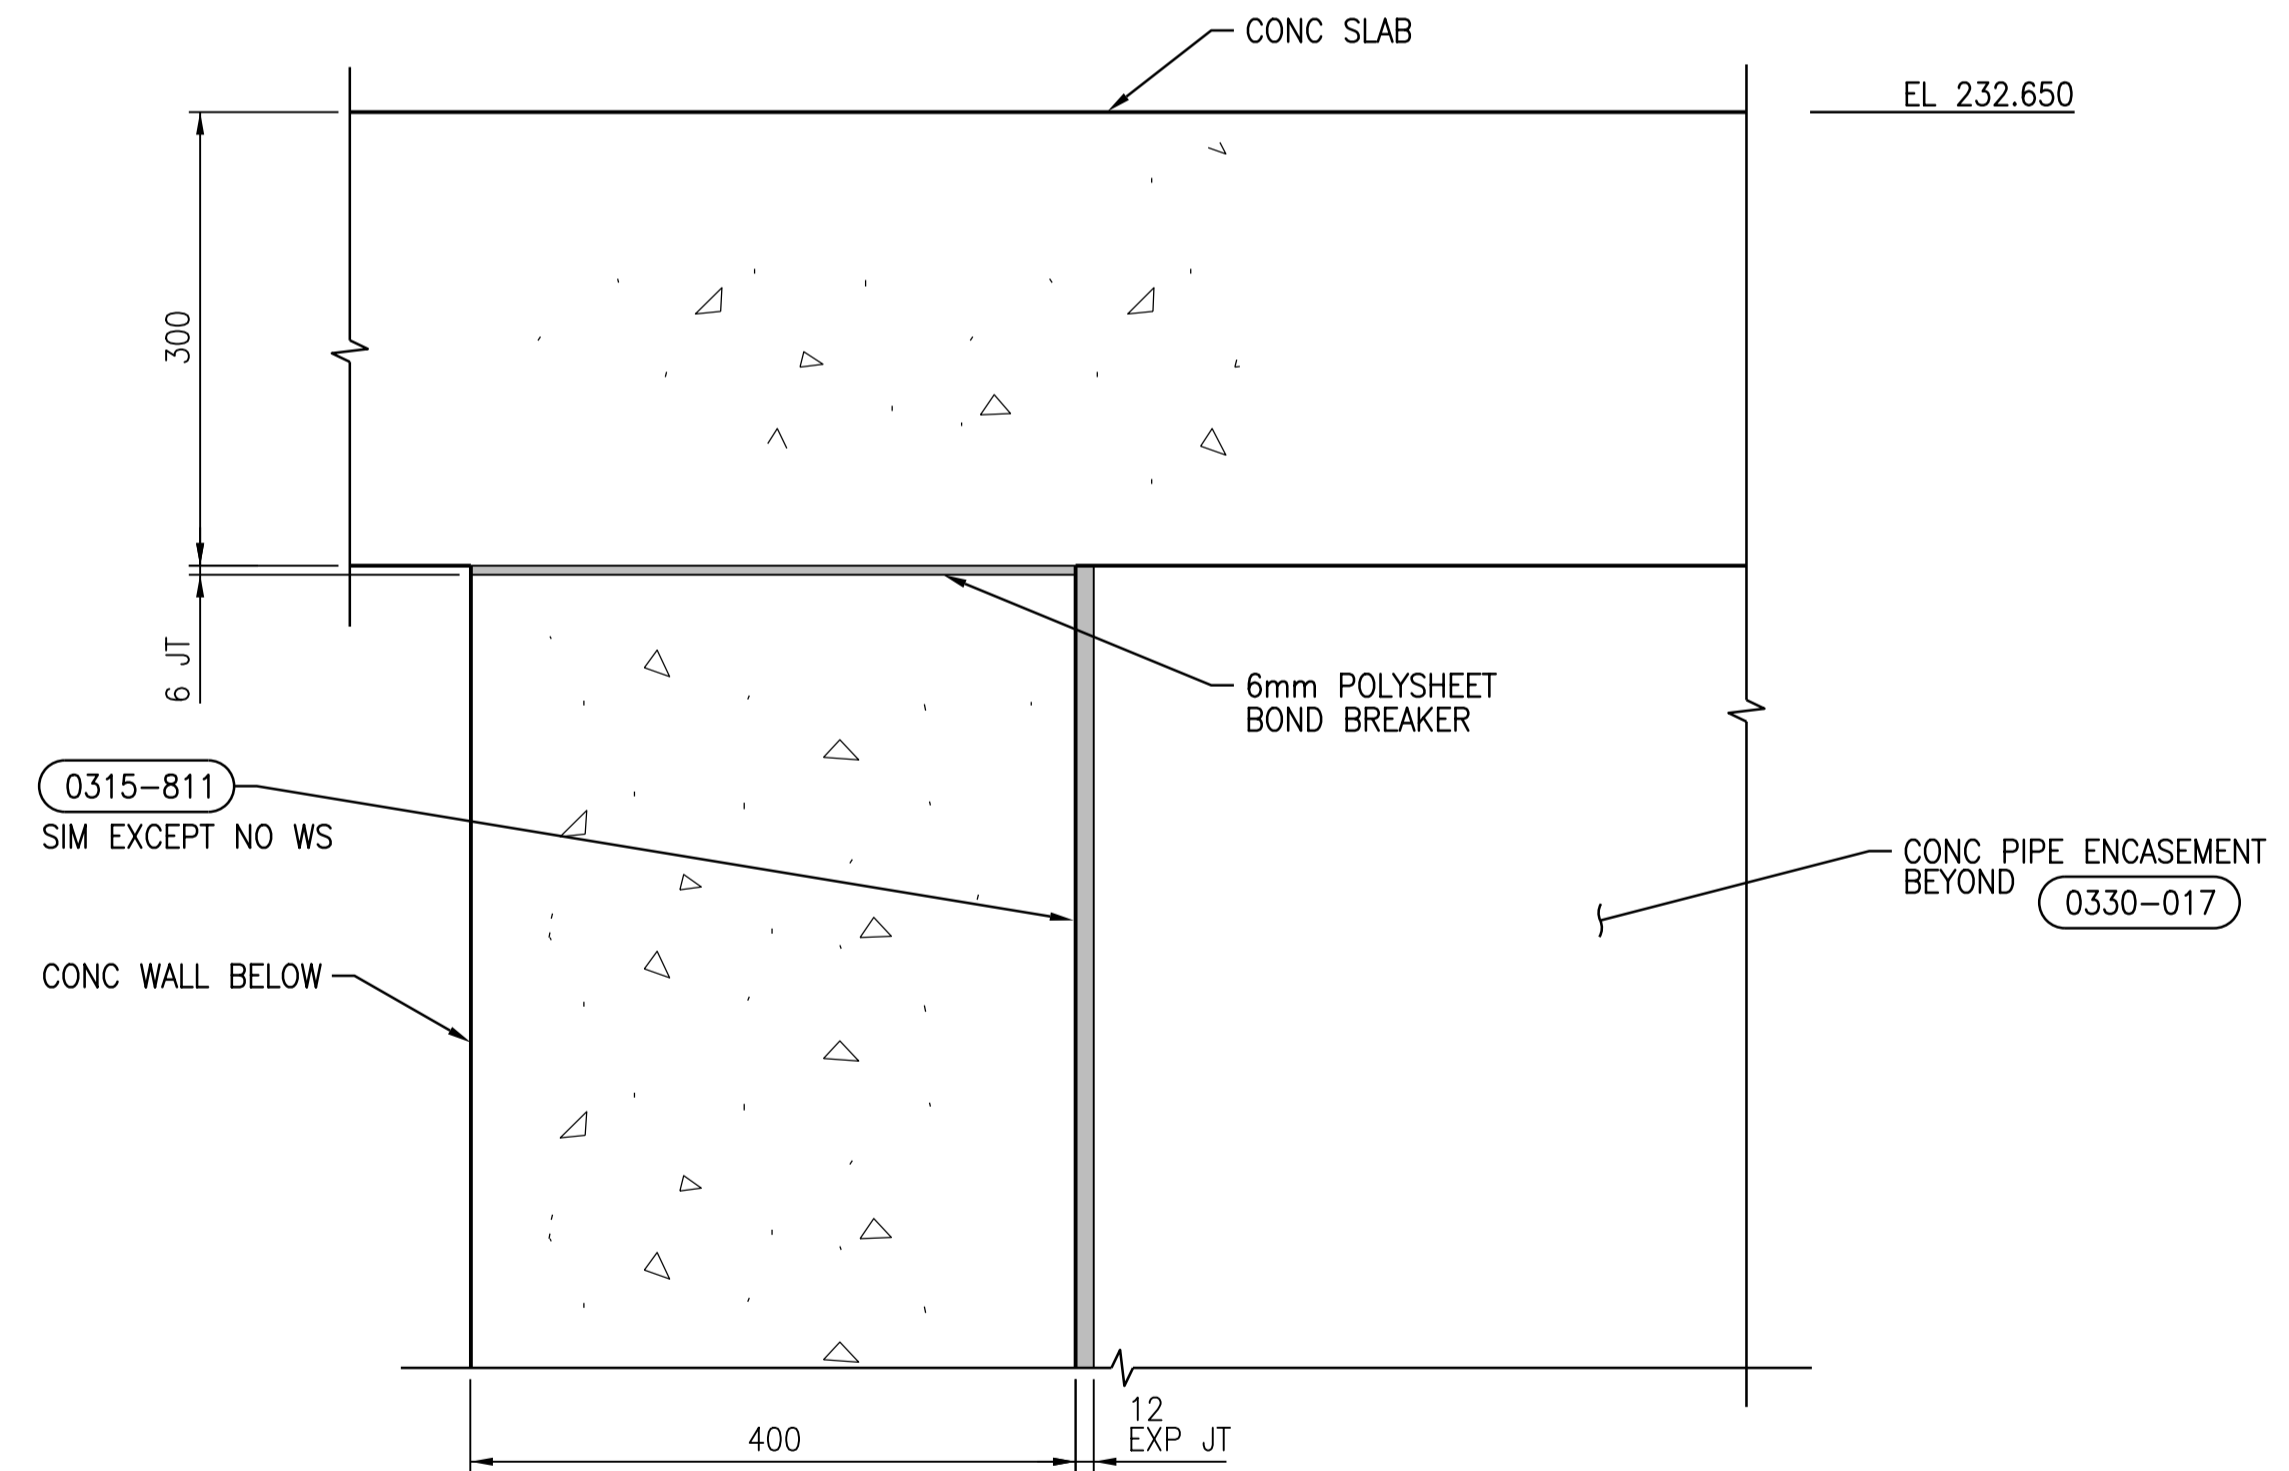 CONC SLAB
EL 232.650
300
6 JT
6mm POLYSHEET
BOND BREAKER
0315-811
SIM EXCEPT NO WS
CONC PIPE ENCASEMENT
BEYOND
0330-017
CONC WALL BELOW
12
EXP JT
400